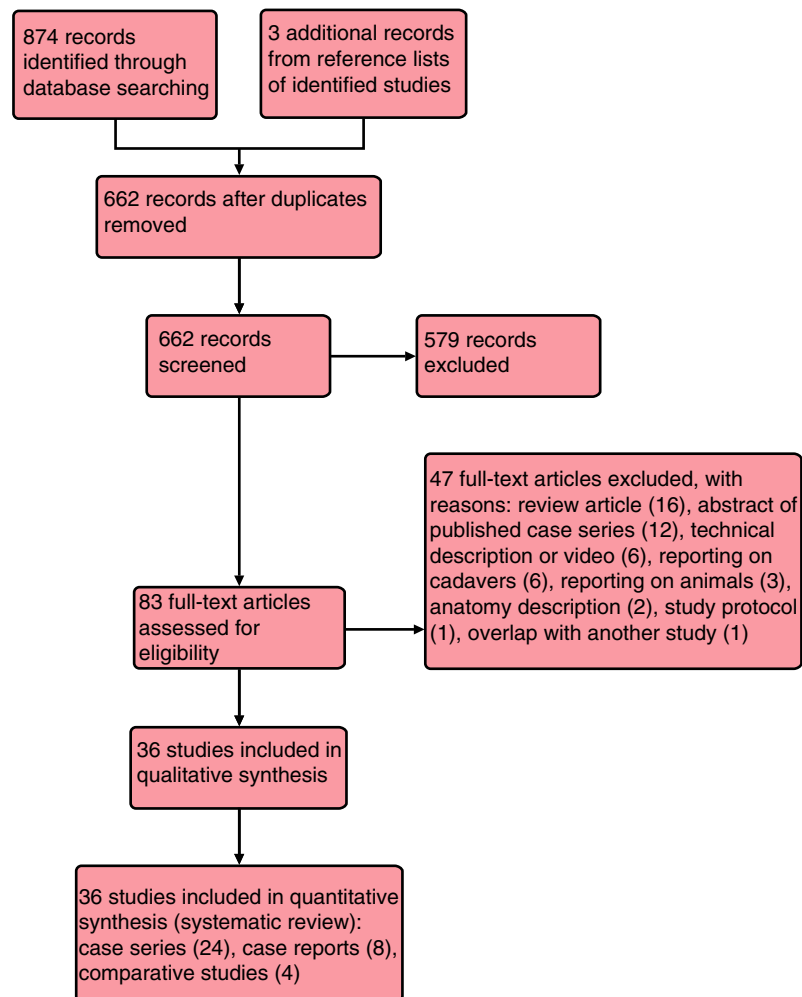 874 records
identified through
database searching
3 additional records
from reference lists
of identified studies
662 records after duplicates
removed
662 records
screened
579 records
excluded
47 full-text articles excluded, with
reasons: review article (16), abstract of
published case series (12), technical
description or video (6), reporting on
cadavers (6), reporting on animals (3),
anatomy description (2), study protocol
(1), overlap with another study (1)
83 full-text articles
assessed for
eligibility
36 studies included in
qualitative synthesis
36 studies included in quantitative
synthesis (systematic review):
case series (24), case reports (8),
comparative studies (4)